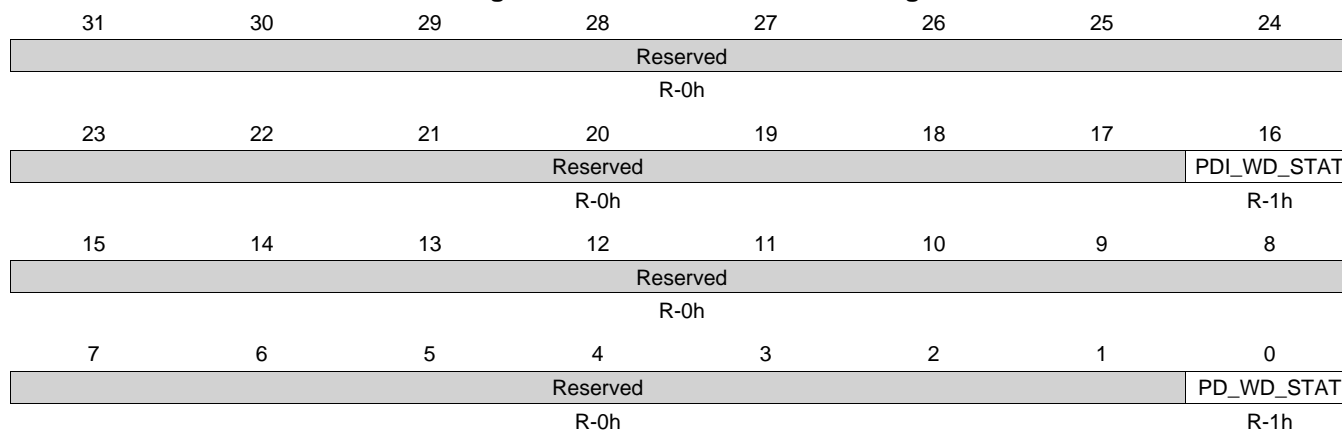 31 30 29 28 27 26 25 24
Reserved
R-0h
23 22 21 20 19 18 17 16
Reserved PDI_WD_STAT
R-0h R-1h
15 14 13 12 11 10 9 8
Reserved
R-0h
7 6 5 4 3 2 1 0
Reserved PD_WD_STAT
R-0h R-1h